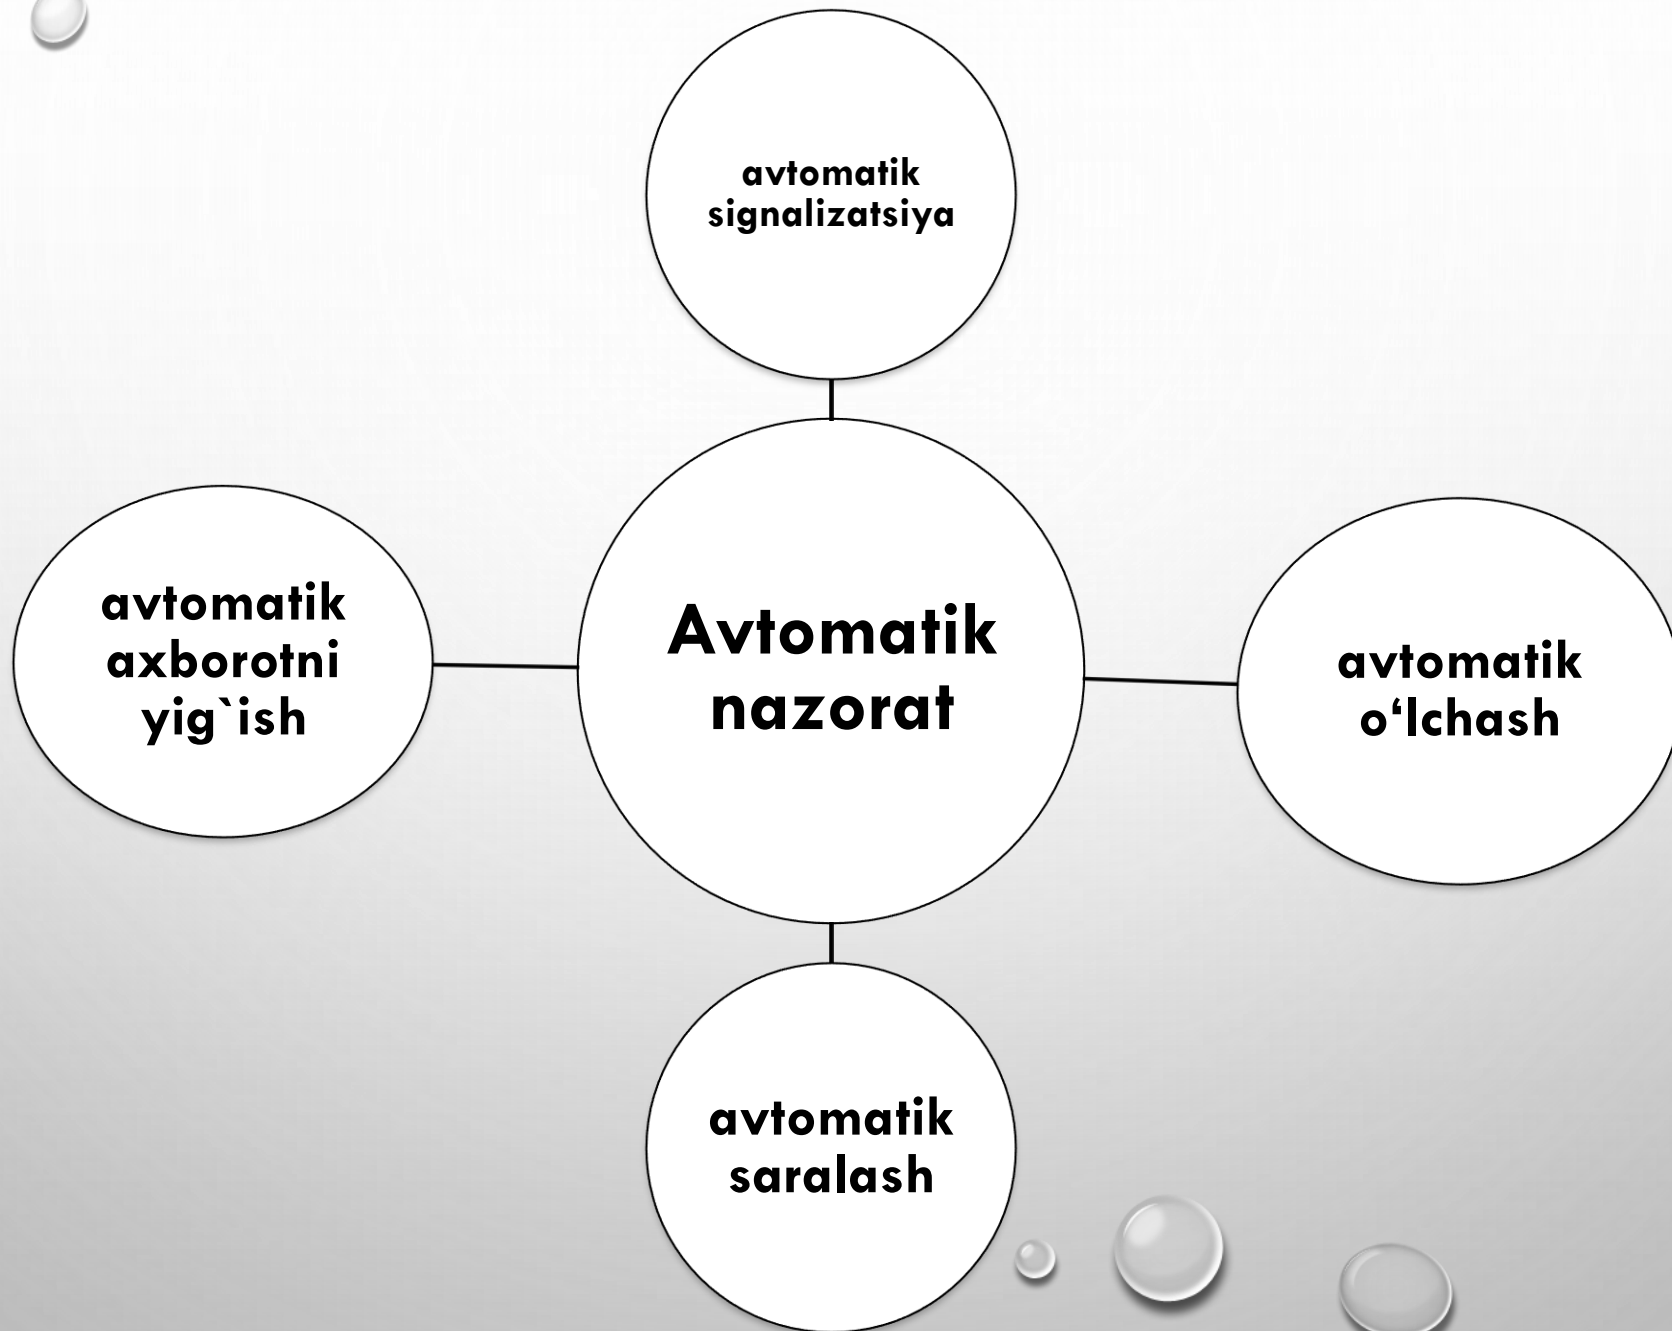 avtomatik
signalizatsiya
avtomatik
axborotni
yig`ish
Avtomatik
nazorat
avtomatik
o‘lchash
avtomatik
saralash